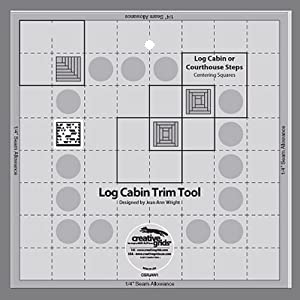 1/4" Seam Allowance
Log Cabin or
Courthouse Steps
Centering Squares
1/4" Seam Allowance
1/4" Seam Allowance
Log Cabin Trim Tool
Designed by Jean Ann Wright
creative
grids
1/4" Seam Allowance